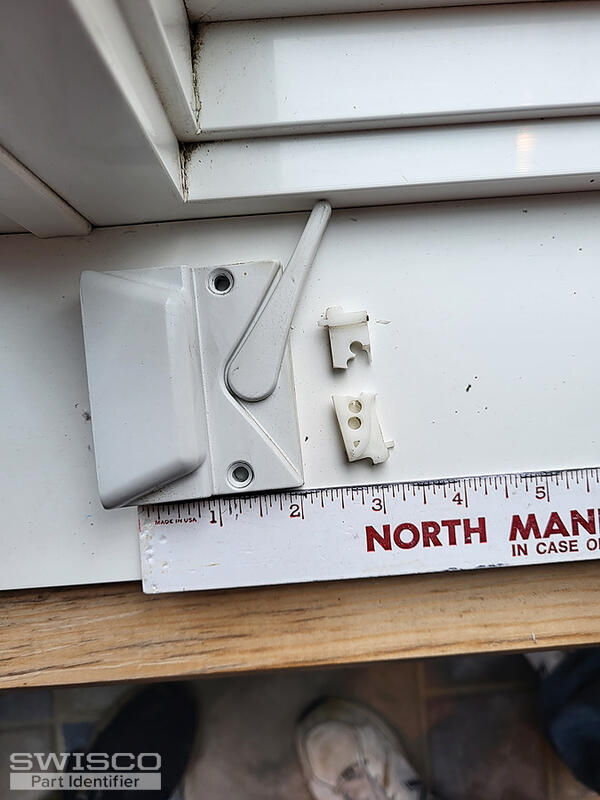 1 2 3 4 5
MADE IN USA
NORTH MAN
IN CASE O
SWISCO
Part Identifier